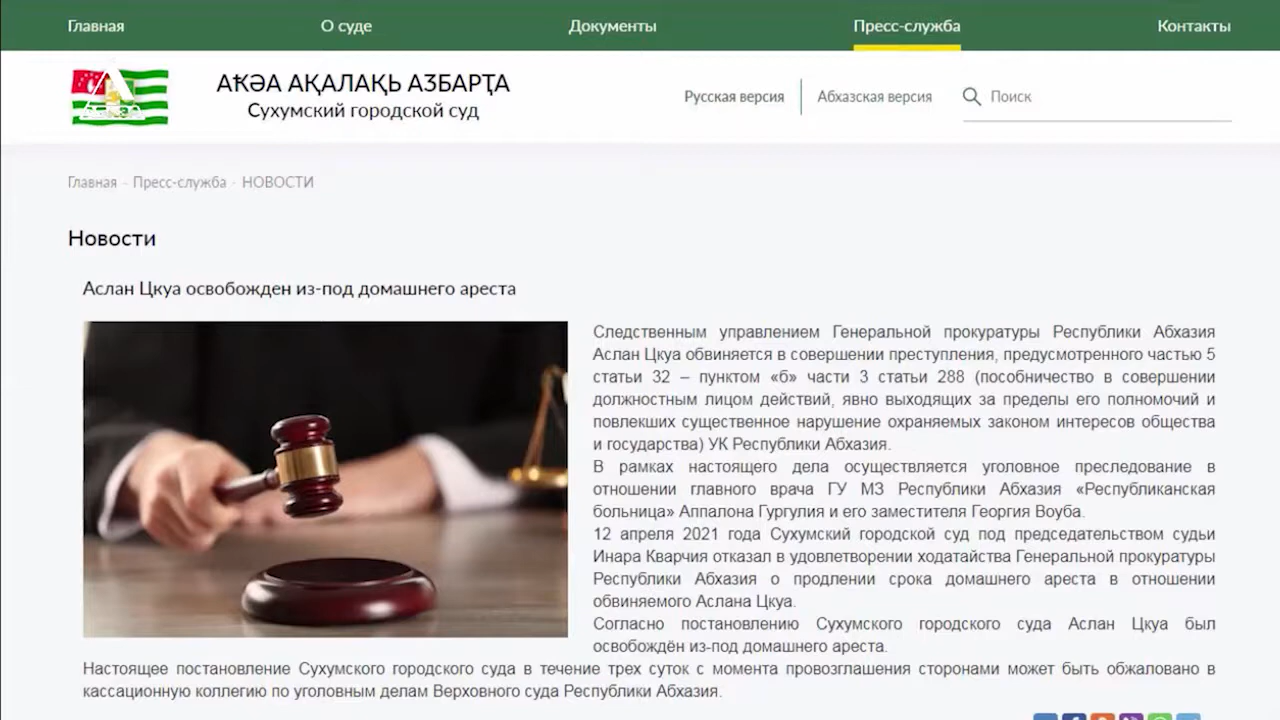 Главная О суде Документы Пресс-служба Контакты
АҞӘА АҚАЛАҚЬ АӠБАРҬА
Сухумский городской суд
Русская версия Абхазская версия Поиск
Главная - Пресс-служба - НОВОСТИ
Новости
Аслан Цкуа освобожден из-под домашнего ареста
Следственным управлением Генеральной прокуратуры Республики Абхазия
Аслан Цкуа обвиняется в совершении преступления, предусмотренного частью 5
статьи 32 – пунктом «б» части 3 статьи 288 (пособничество в совершении
должностным лицом действий, явно выходящих за пределы его полномочий и
повлекших существенное нарушение охраняемых законом интересов общества
и государства) УК Республики Абхазия.
В рамках настоящего дела осуществляется уголовное преследование в
отношении главного врача ГУ МЗ Республики Абхазия «Республиканская
больница» Аппалона Гургулия и его заместителя Георгия Воуба.
12 апреля 2021 года Сухумский городской суд под председательством судьи
Инара Кварчия отказал в удовлетворении ходатайства Генеральной прокуратуры
Республики Абхазия о продлении срока домашнего ареста в отношении
обвиняемого Аслана Цкуа.
Согласно постановлению Сухумского городского суда Аслан Цкуа был
освобождён из-под домашнего ареста.
Настоящее постановление Сухумского городского суда в течение трех суток с момента провозглашения сторонами может быть обжаловано в
кассационную коллегию по уголовным делам Верховного суда Республики Абхазия.